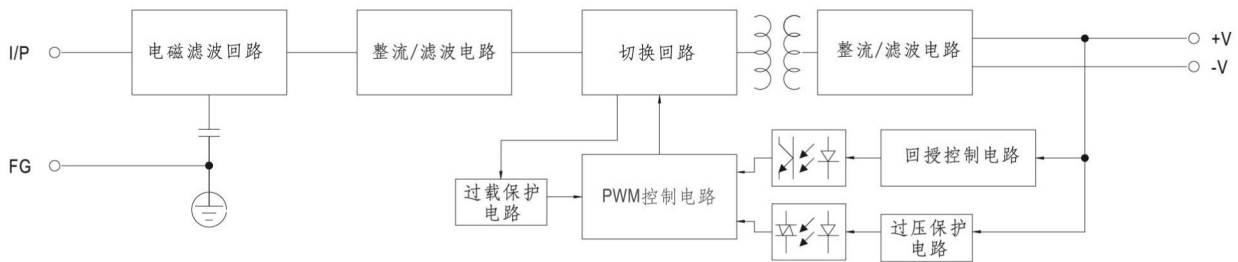 I/P
电磁滤波回路
整流/滤波电路
切换回路
整流/滤波电路
+V
-V
FG
过载保护
电路
PWM控制电路
回授控制电路
过压保护
电路